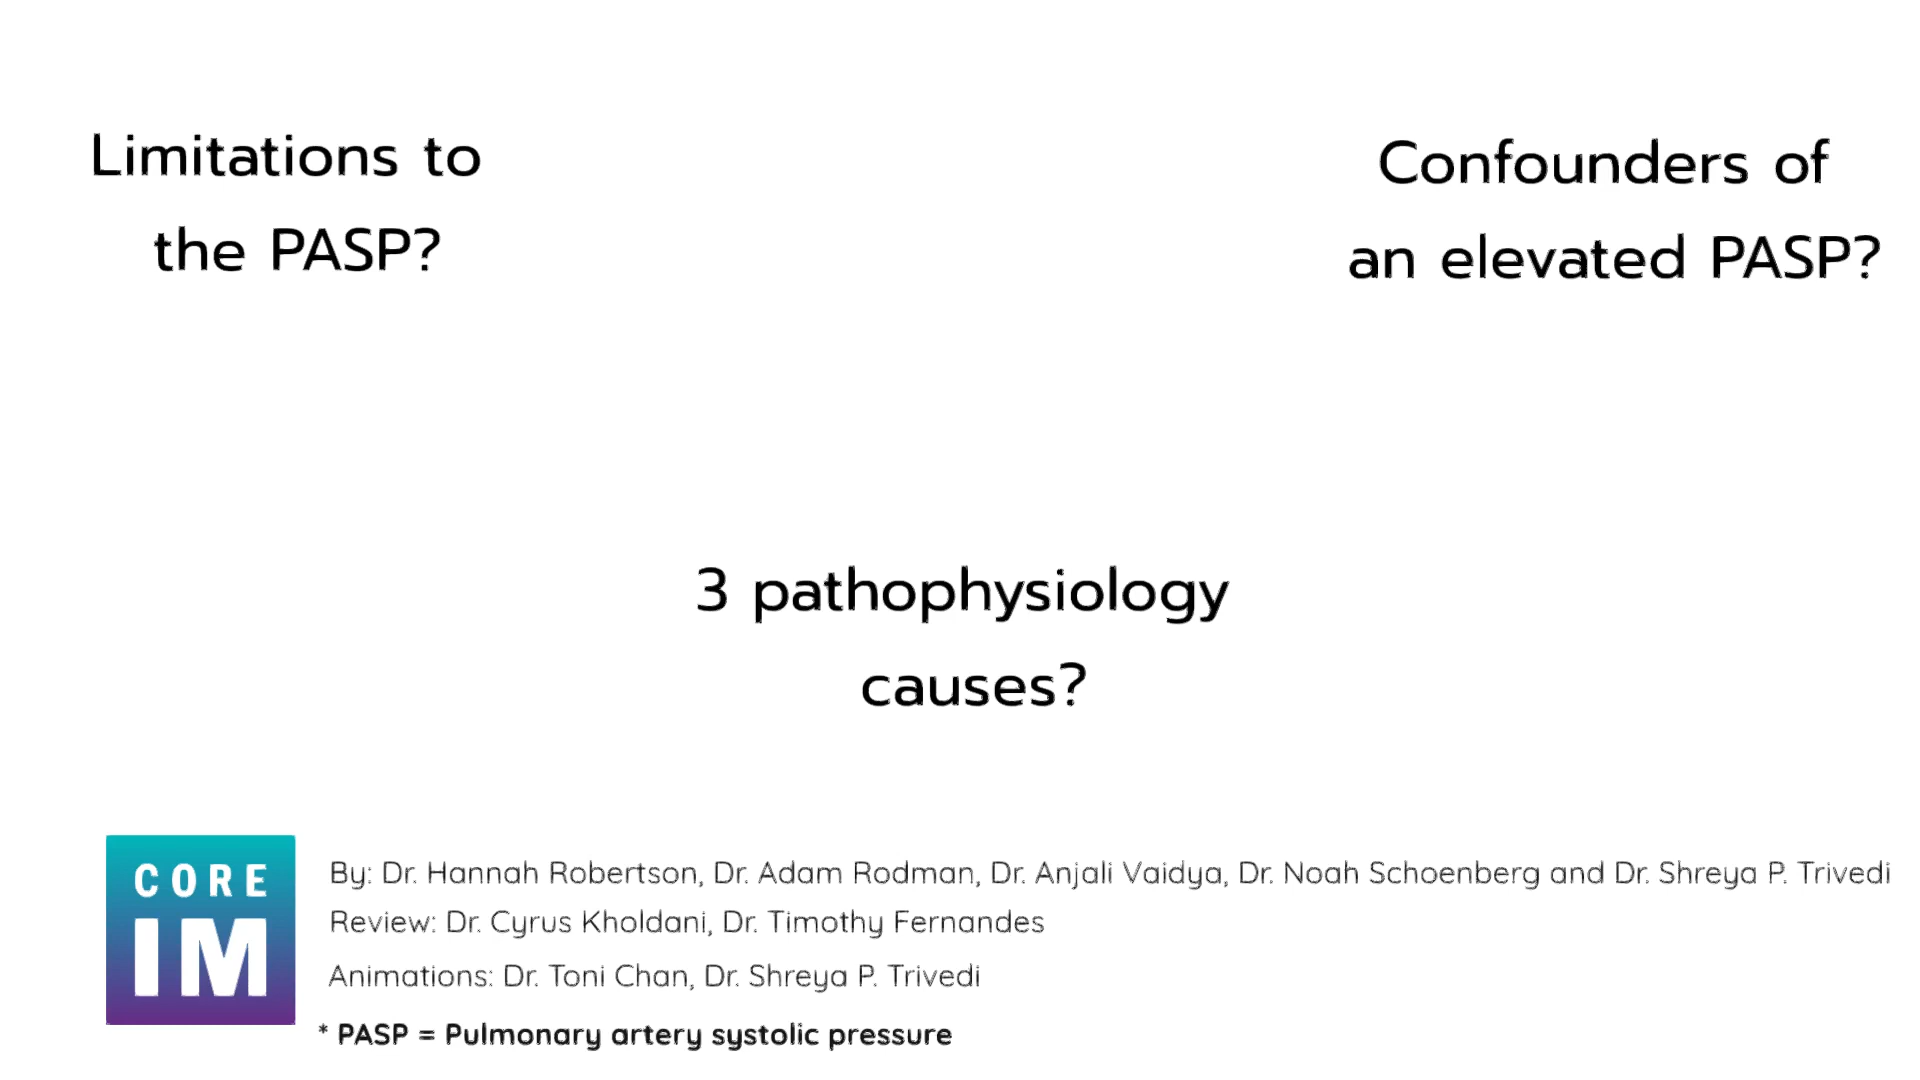 Limitations to
the PASP?
Confounders of
an elevated PASP?
3 pathophysiology
causes?
CORE
IM
By: Dr. Hannah Robertson, Dr. Adam Rodman, Dr. Anjali Vaidya, Dr. Noah Schoenberg and Dr. Shreya P. Trivedi
Review: Dr. Cyrus Kholdani, Dr. Timothy Fernandes
Animations: Dr. Toni Chan, Dr. Shreya P. Trivedi
* PASP = Pulmonary artery systolic pressure